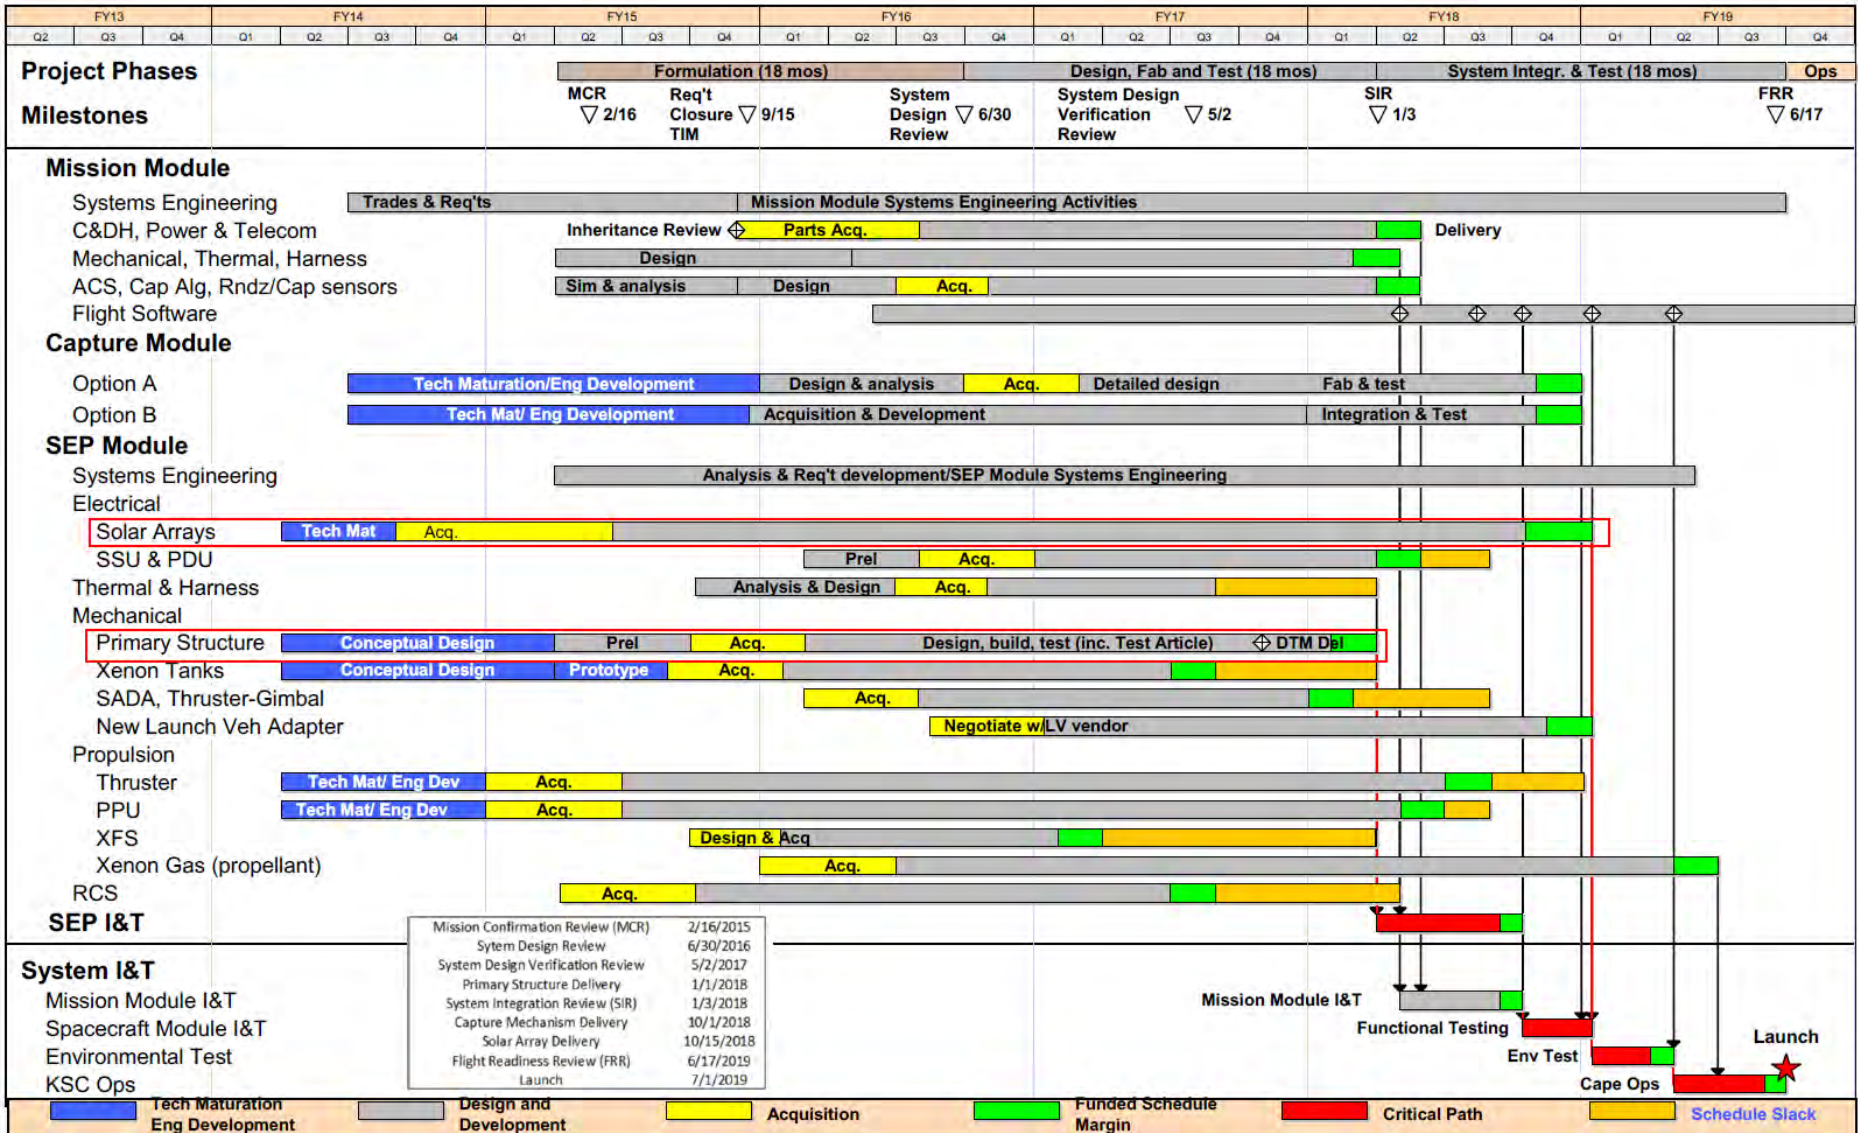 FY13 FY14 FY15 FY16 FY17 FY18 FY19
Q2 Q3 Q4 Q1 Q2 Q3 Q4 Q1 Q2 Q3 Q4 Q1 Q2 Q3 Q4 Q1 Q2 Q3 Q4 Q1 Q2 Q3 Q4 Q1 Q2 Q3 Q4
Project Phases Formulation (18 mos) Design, Fab and Test (18 mos) System Integr. & Test (18 mos) Ops
Milestones
MCR
2/16
Req't
Closure 9/15
TIM
System
Design 6/30
Review
System Design
Verification 5/2
Review
SIR
1/3
FRR
6/17
Mission Module
Systems Engineering Trades & Req'ts Mission Module Systems Engineering Activities
C&DH, Power & Telecom Inheritance Review Parts Acq. Delivery
Mechanical, Thermal, Harness Design
ACS, Cap Alg, Rndz/Cap sensors Sim & analysis Design Acq.
Flight Software
Capture Module
Option A Tech Maturation/Eng Development Design & analysis Acq. Detailed design Fab & test
Option B Tech Mat/ Eng Development Acquisition & Development Integration & Test
SEP Module
Systems Engineering Analysis & Req't development/SEP Module Systems Engineering
Electrical
Solar Arrays Tech Mat Acq.
SSU & PDU Prel Acq.
Thermal & Harness Analysis & Design Acq.
Mechanical
Primary Structure Conceptual Design Prel Acq. Design, build, test (inc. Test Article) DTM Del
Xenon Tanks Conceptual Design Prototype Acq.
SADA, Thruster-Gimbal Acq.
New Launch Veh Adapter Negotiate w/LV vendor
Propulsion
Thruster Tech Mat/ Eng Dev Acq.
PPU Tech Mat/ Eng Dev Acq.
XFS Design & Acq
Xenon Gas (propellant) Acq.
RCS Acq.
SEP I&T
Mission Confirmation Review (MCR) 2/16/2015
Sytem Design Review 6/30/2016
System Design Verification Review 5/2/2017
Primary Structure Delivery 1/1/2018
System Integration Review (SIR) 1/3/2018
Capture Mechanism Delivery 10/1/2018
Solar Array Delivery 10/15/2018
Flight Readiness Review (FRR) 6/17/2019
Launch 7/1/2019
System I&T
Mission Module I&T Mission Module I&T
Spacecraft Module I&T Functional Testing
Environmental Test Env Test Launch
KSC Ops Cape Ops
Tech Maturation
Eng Development
Design and
Development
Acquisition
Funded Schedule
Margin
Critical Path
Schedule Slack